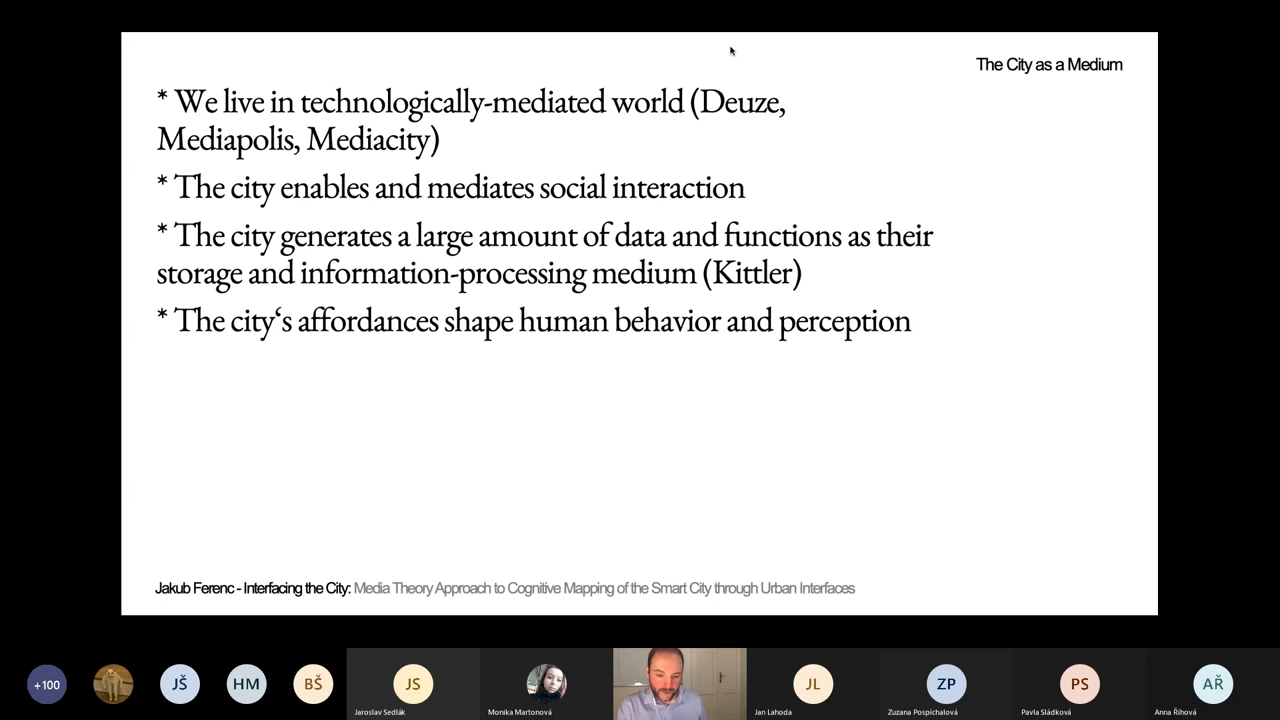 The City as a Medium
* We live in technologically-mediated world (Deuze,
Mediapolis, Mediacity)
* The city enables and mediates social interaction
* The city generates a large amount of data and functions as their
storage and information-processing medium (Kittler)
* The city‘s affordances shape human behavior and perception
Jakub Ferenc - Interfacing the City: Media Theory Approach to Cognitive Mapping of the Smart City through Urban Interfaces
+100
JŠ
HM
BŠ
JS
JL
ZP
PS
AŘ
Jaroslav Sedlák
Monika Martonová
Jan Lahoda
Zuzana Pospíchalová
Pavla Sládková
Anna Říhová